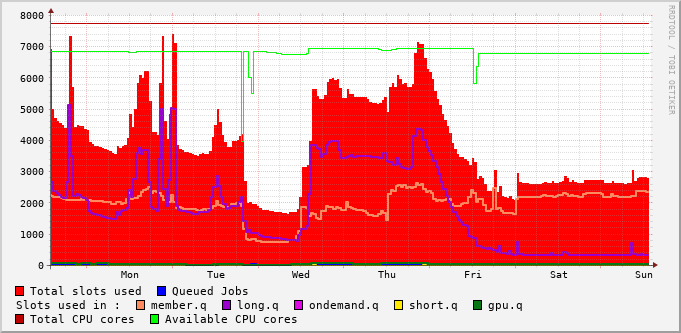 8000
7000
6000
5000
4000
3000
2000
1000
0
Mon Tue Wed Thu Fri Sat Sun
Total slots used Queued Jobs
Slots used in : member.q long.q ondemand.q short.q gpu.q
Total CPU cores Available CPU cores
RRDTOOL / TOBI OETIKER